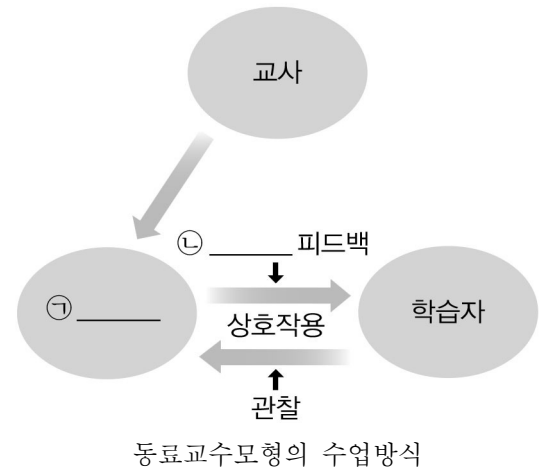 교사
㉡ ______ 피드백
㉠ ______
상호작용
학습자
관찰
동료교수모형의 수업방식